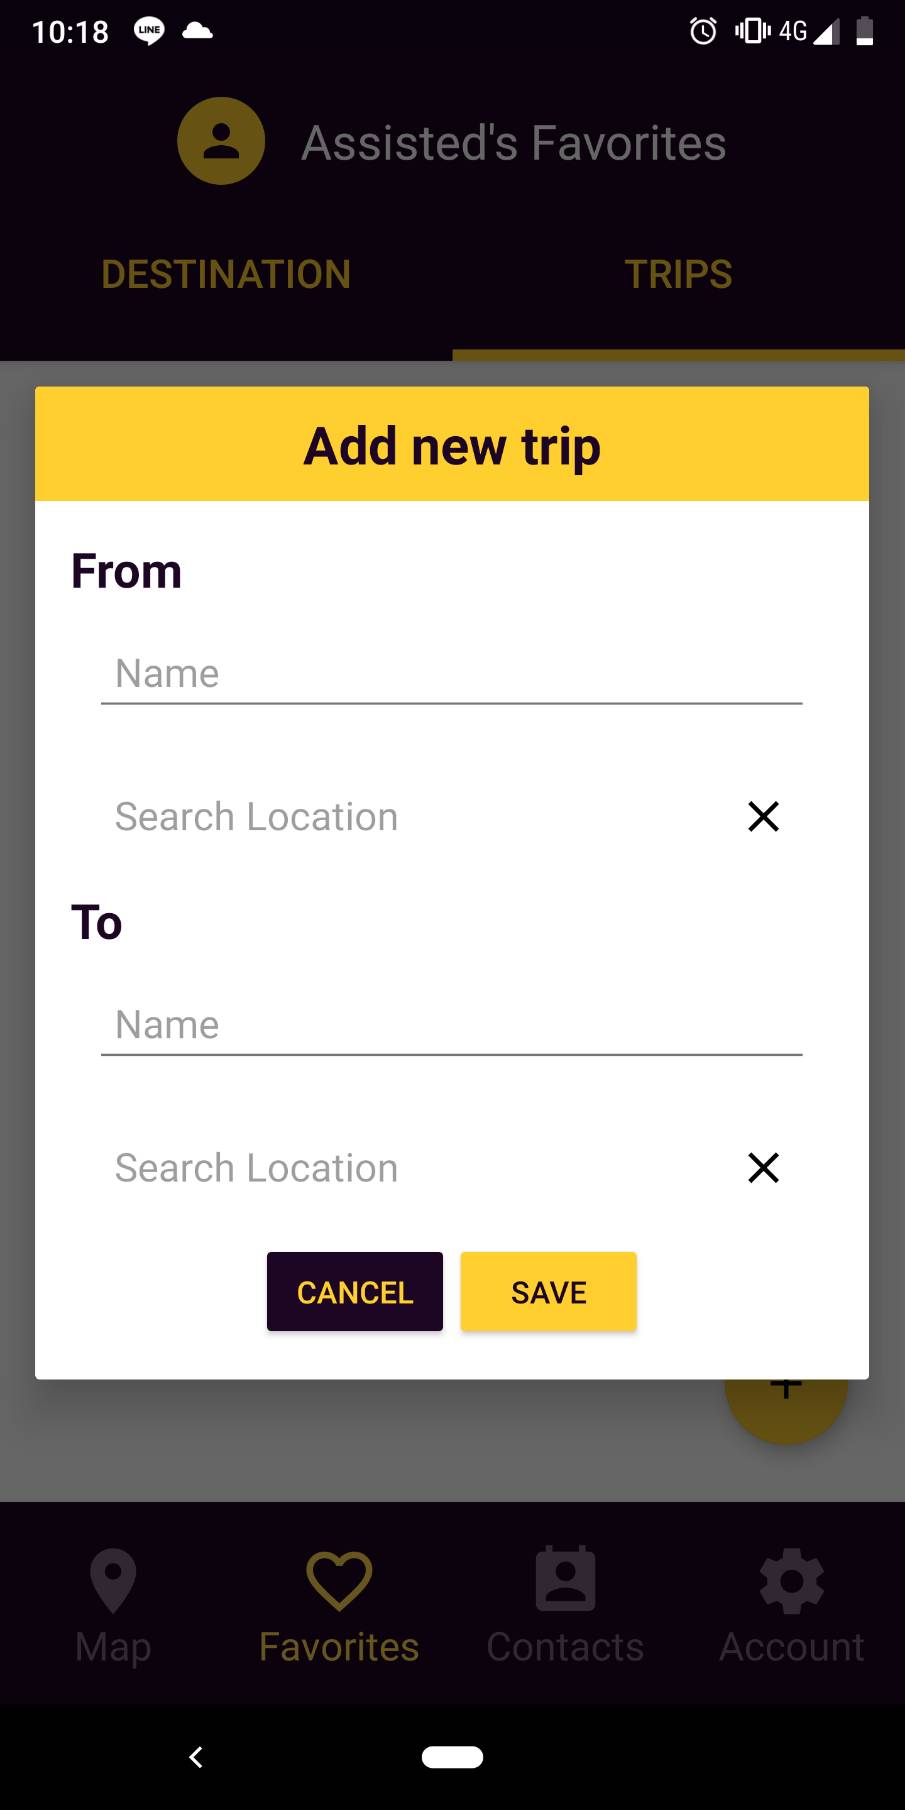 10:18 LINE 4G
Assisted's Favorites
DESTINATION TRIPS
Add new trip
From
Name
Search Location
To
Name
Search Location
CANCEL SAVE
Map Favorites Contacts Account